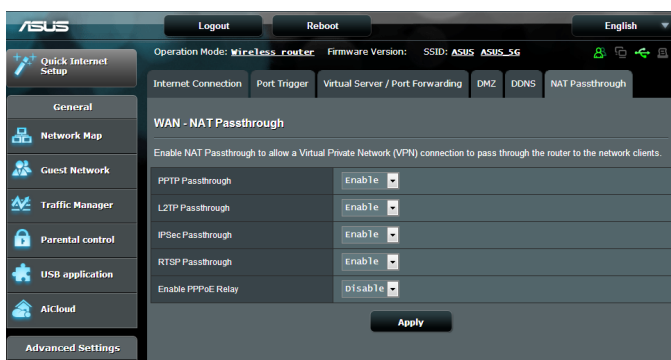 ASUS
Logout
Reboot
English
Quick Internet Setup
Operation Mode: Wireless router Firmware Version: SSID: ASUS ASUS_5G
Internet Connection
Port Trigger
Virtual Server / Port Forwarding
DMZ
DDNS
NAT Passthrough
General
Network Map
Guest Network
Traffic Manager
Parental control
USB application
AiCloud
Advanced Settings
WAN - NAT Passthrough
Enable NAT Passthrough to allow a Virtual Private Network (VPN) connection to pass through the router to the network clients.
PPTP Passthrough Enable
L2TP Passthrough Enable
IPSec Passthrough Enable
RTSP Passthrough Enable
Enable PPPoE Relay Disable
Apply